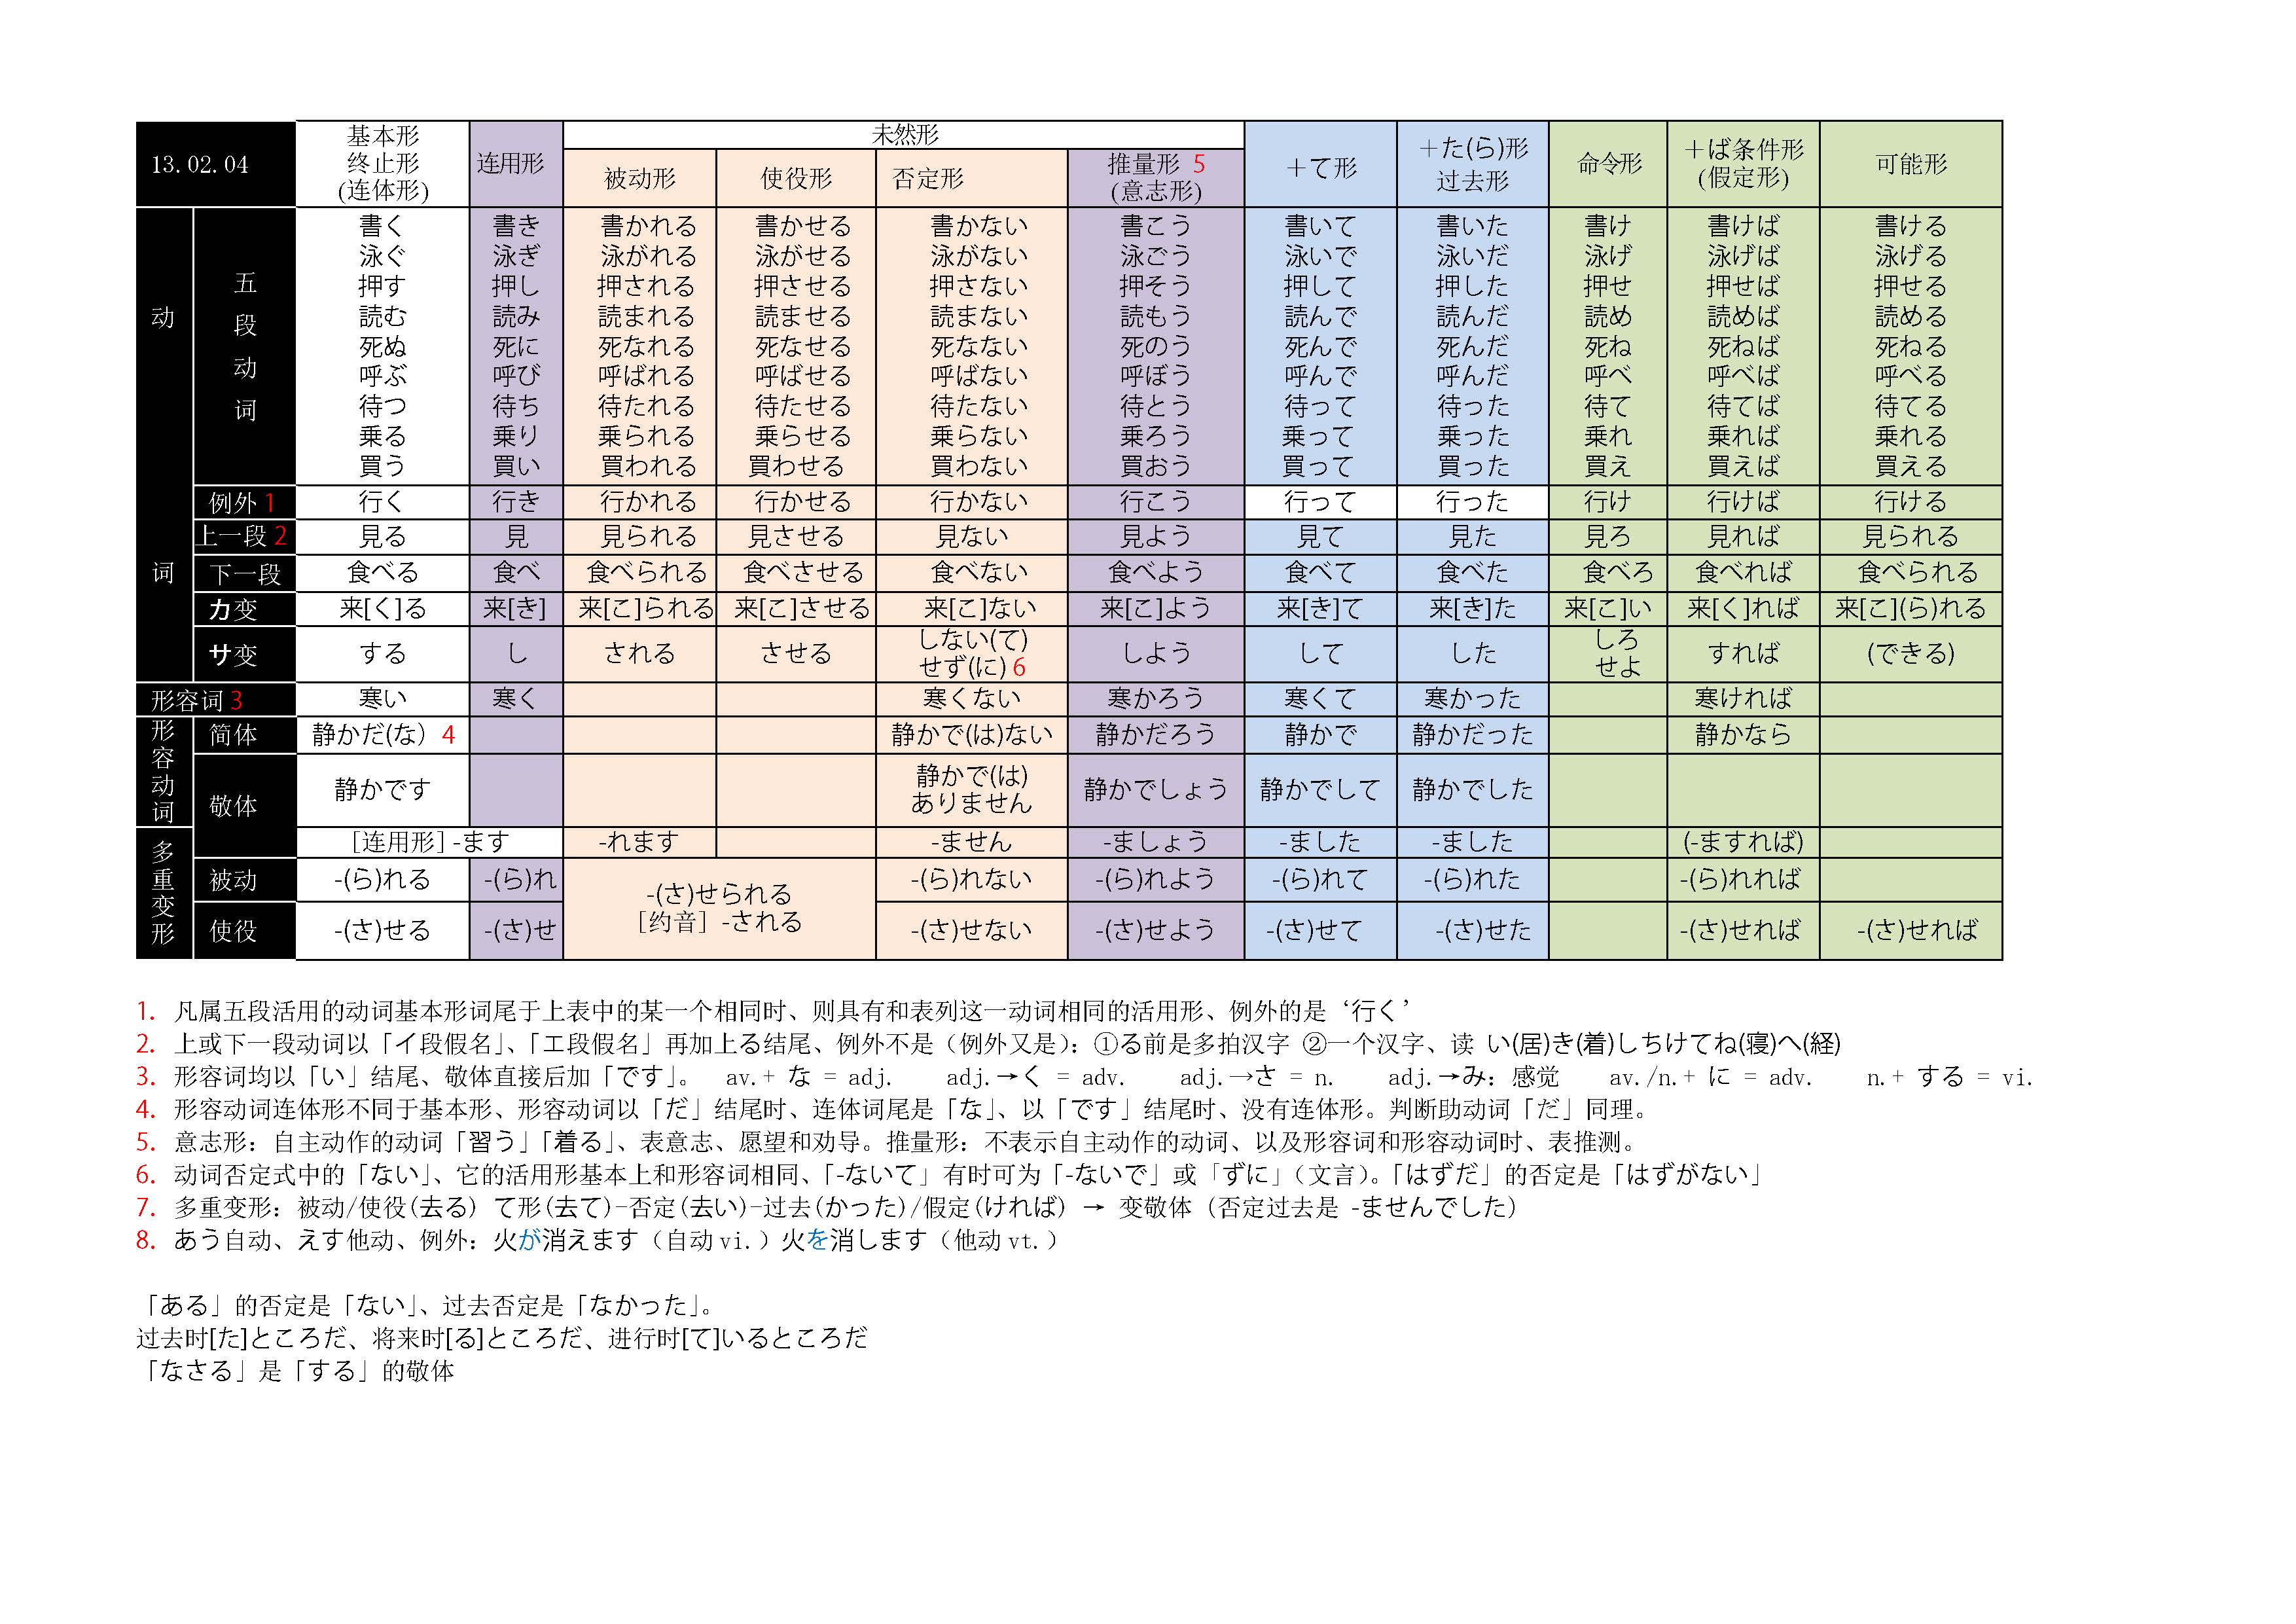 13.02.04 基本形 终止形 (连体形) 连用形 未然形 被动形 使役形 否定形 推量形 5 (意志形) ＋て形 ＋た(ら)形 过去形 命令形 ＋ば条件形 (假定形) 可能形
动词 五段动词
書く 書き 書かれる 書かせる 書かない 書こう 書いて 書いた 書け 書けば 書ける
泳ぐ 泳ぎ 泳がれる 泳がせる 泳がない 泳ごう 泳いで 泳いだ 泳げ 泳げば 泳げる
押す 押し 押される 押させる 押さない 押そう 押して 押した 押せ 押せば 押せる
読む 読み 読まれる 読ませる 読まない 読もう 読んで 読んだ 読め 読めば 読める
死ぬ 死に 死なれる 死なせる 死なない 死のう 死んで 死んだ 死ね 死ねば 死ねる
呼ぶ 呼び 呼ばれる 呼ばせる 呼ばない 呼ぼう 呼んで 呼んだ 呼べ 呼べば 呼べる
待つ 待ち 待たれる 待たせる 待たない 待とう 待って 待った 待て 待てば 待てる
乗る 乗り 乗られる 乗らせる 乗らない 乗ろう 乗って 乗った 乗れ 乗れば 乗れる
買う 買い 買われる 買わせる 買わない 買おう 買って 買った 買え 買えば 買える
例外 1 行く 行き 行かれる 行かせる 行かない 行こう 行って 行った 行け 行けば 行ける
上一段 2 見る 見 見られる 見させる 見ない 見よう 見て 見た 見ろ 見れば 見られる
下一段 食べる 食べ 食べられる 食べさせる 食べない 食べよう 食べて 食べた 食べろ 食べれば 食べられる
カ变 来[く]る 来[き] 来[こ]られる 来[こ]させる 来[こ]ない 来[こ]よう 来[き]て 来[き]た 来[こ]い 来[く]れば 来[こ](ら)れる
サ变 する し される させる しない(て) せず(に) 6 しよう して した しろ せよ すれば (できる)
形容词 3 寒い 寒く 寒くない 寒かろう 寒くて 寒かった 寒ければ
形容动词 简体 静かだ(な) 4 静かで(は)ない 静かだろう 静かで 静かだった 静かなら
敬体 静かです 静かで(は) ありません 静かでしょう 静かでして 静かでした
多重变形 [连用形] -ます -れます -ません -ましょう -ました -ました (-ますれば)
被动 -(ら)れる -(ら)れ -(さ)せられる [约音] -される -(ら)れない -(ら)れよう -(ら)れて -(ら)れた -(ら)れれば
使役 -(さ)せる -(さ)せ -(さ)せない -(さ)せよう -(さ)せて -(さ)せた -(さ)せれば -(さ)せれば
1. 凡属五段活用的动词基本形词尾于上表中的某一个相同时、则具有和表列这一动词相同的活用形、例外的是‘行く’
2. 上或下一段动词以「イ段假名」、「エ段假名」再加上る结尾、例外不是（例外又是）：①る前是多拍汉字 ②一个汉字、读 い(居)き(着)しちけてね(寝)へ(経)
3. 形容词均以「い」结尾、敬体直接后加「です」。 av.+ な = adj. adj.→く = adv. adj.→さ = n. adj.→み：感觉 av./n.+ に = adv. n.+ する = vi.
4. 形容动词连体形不同于基本形、形容动词以「だ」结尾时、连体词尾是「な」、以「です」结尾时、没有连体形。判断助动词「だ」同理。
5. 意志形：自主动作的动词「習う」「着る」、表意志、愿望和劝导。推量形：不表示自主动作的动词、以及形容词和形容动词时、表推测。
6. 动词否定式中的「ない」、它的活用形基本上和形容词相同、「-ないて」有时可为「-ないで」或「ずに」（文言）。「はずだ」的否定是「はずがない」
7. 多重变形：被动/使役(去る) て形(去て)-否定(去い)-过去(かった)/假定(ければ) → 变敬体（否定过去是 -ませんでした）
8. あう自动、えす他动、例外：火が消えます（自动vi.）火を消します（他动vt.）
「ある」的否定是「ない」、过去否定是「なかった」。
过去时[た]ところだ、将来时[る]ところだ、进行时[て]いるところだ
「なさる」是「する」的敬体